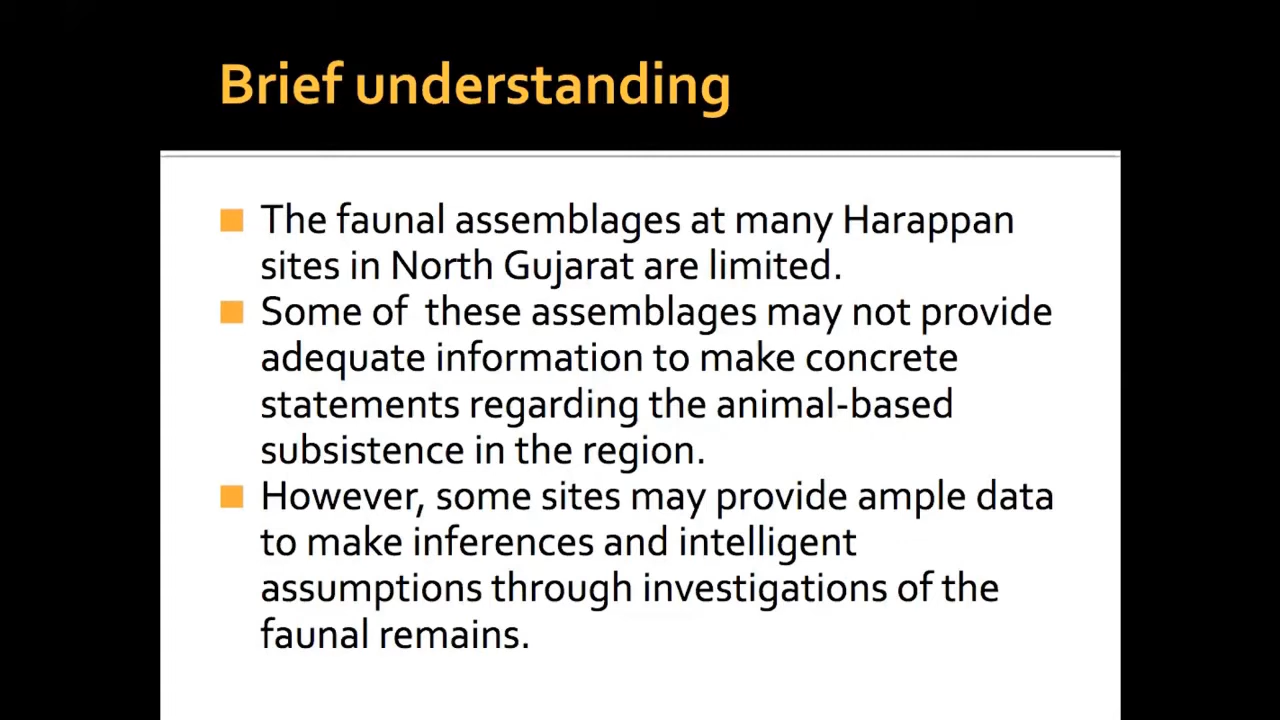 Brief understanding
The faunal assemblages at many Harappan
sites in North Gujarat are limited.
Some of  these assemblages may not provide
adequate information to make concrete
statements regarding the animal-based
subsistence in the region.
However, some sites may provide ample data
to make inferences and intelligent
assumptions through investigations of the
faunal remains.